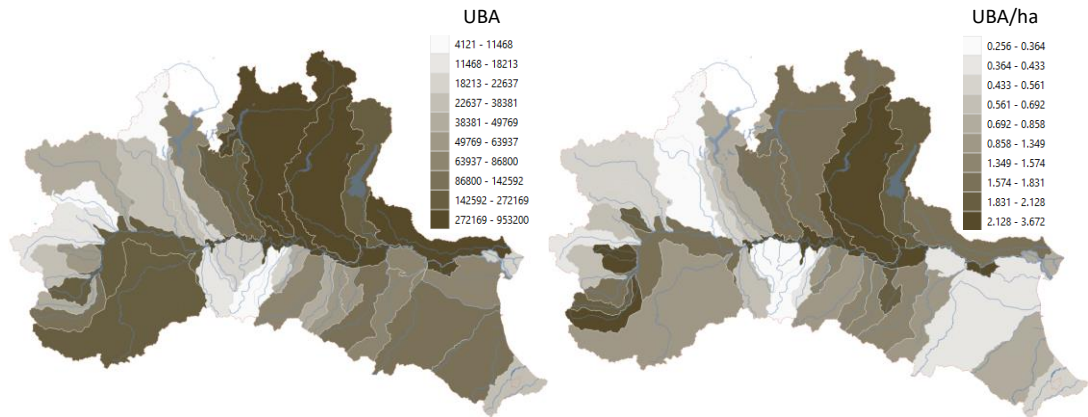 UBA
4121 - 11468
11468 - 18213
18213 - 22637
22637 - 38381
38381 - 49769
49769 - 63937
63937 - 86800
86800 - 142592
142592 - 272169
272169 - 953200
UBA/ha
0.256 - 0.364
0.364 - 0.433
0.433 - 0.561
0.561 - 0.692
0.692 - 0.858
0.858 - 1.349
1.349 - 1.574
1.574 - 1.831
1.831 - 2.128
2.128 - 3.672